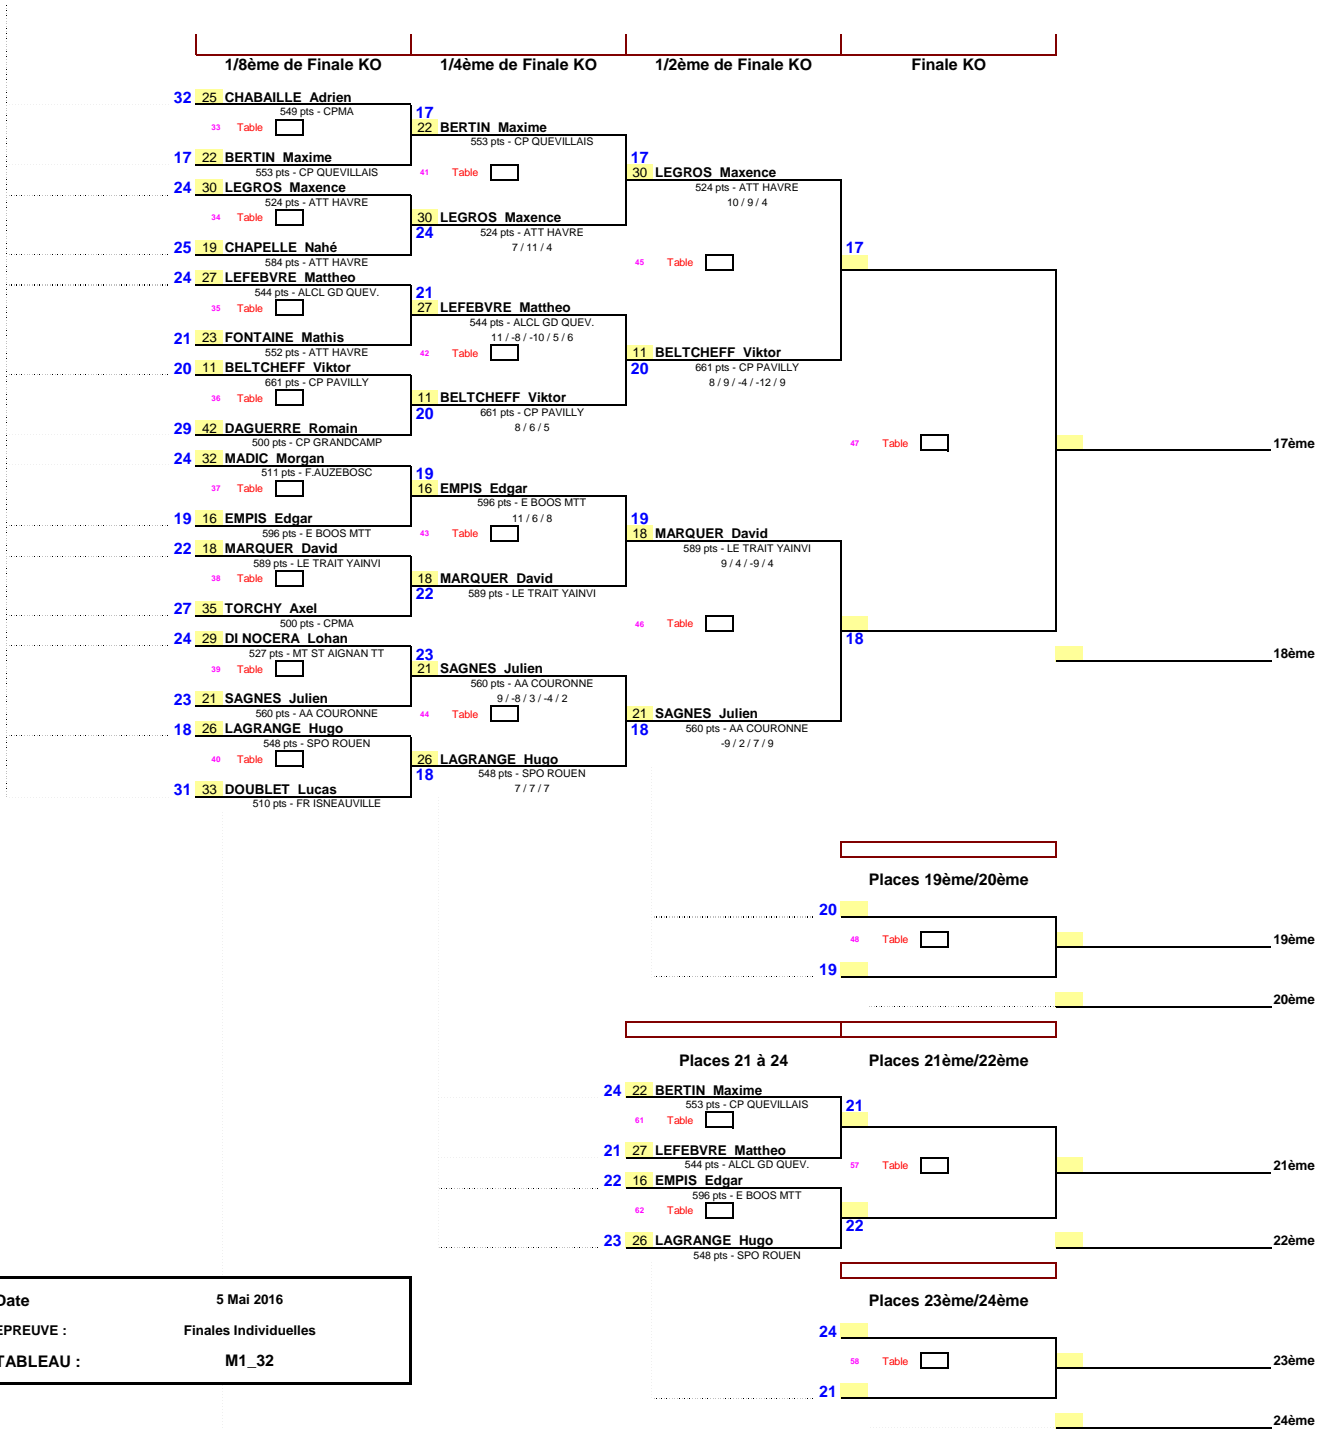 1/8ème de Finale KO
1/4ème de Finale KO
1/2ème de Finale KO
Finale KO
32 25 CHABAILLE Adrien
549 pts - CPMA
33 Table
17 22 BERTIN Maxime
553 pts - CP QUEVILLAIS
24 30 LEGROS Maxence
524 pts - ATT HAVRE
34 Table
25 19 CHAPELLE Nahé
584 pts - ATT HAVRE
24 27 LEFEBVRE Mattheo
544 pts - ALCL GD QUEV.
35 Table
21 23 FONTAINE Mathis
552 pts - ATT HAVRE
20 11 BELTCHEFF Viktor
661 pts - CP PAVILLY
36 Table
29 42 DAGUERRE Romain
500 pts - CP GRANDCAMP
24 32 MADIC Morgan
511 pts - F.AUZEBOSC
37 Table
19 16 EMPIS Edgar
596 pts - E BOOS MTT
22 18 MARQUER David
589 pts - LE TRAIT YAINVI
38 Table
27 35 TORCHY Axel
500 pts - CPMA
24 29 DI NOCERA Lohan
527 pts - MT ST AIGNAN TT
39 Table
23 21 SAGNES Julien
560 pts - AA COURONNE
18 26 LAGRANGE Hugo
548 pts - SPO ROUEN
40 Table
31 33 DOUBLET Lucas
510 pts - FR ISNEAUVILLE
17
22 BERTIN Maxime
553 pts - CP QUEVILLAIS
41 Table
30 LEGROS Maxence
24
524 pts - ATT HAVRE
7 / 11 / 4
21
27 LEFEBVRE Mattheo
544 pts - ALCL GD QUEV.
11 / -8 / -10 / 5 / 6
42 Table
11 BELTCHEFF Viktor
20
661 pts - CP PAVILLY
8 / 6 / 5
19
16 EMPIS Edgar
596 pts - E BOOS MTT
11 / 6 / 8
43 Table
18 MARQUER David
22
589 pts - LE TRAIT YAINVI
23
21 SAGNES Julien
560 pts - AA COURONNE
9 / -8 / 3 / -4 / 2
44 Table
26 LAGRANGE Hugo
18
548 pts - SPO ROUEN
7 / 7 / 7
17
30 LEGROS Maxence
524 pts - ATT HAVRE
10 / 9 / 4
45 Table
11 BELTCHEFF Viktor
20
661 pts - CP PAVILLY
8 / 9 / -4 / -12 / 9
19
18 MARQUER David
589 pts - LE TRAIT YAINVI
9 / 4 / -9 / 4
46 Table
21 SAGNES Julien
18
560 pts - AA COURONNE
-9 / 2 / 7 / 9
17
47 Table
18
17ème
18ème
Places 19ème/20ème
20
48 Table
19
19ème
20ème
Places 21 à 24
Places 21ème/22ème
24 22 BERTIN Maxime
553 pts - CP QUEVILLAIS
61 Table
21 27 LEFEBVRE Mattheo
544 pts - ALCL GD QUEV.
22 16 EMPIS Edgar
596 pts - E BOOS MTT
62 Table
23 26 LAGRANGE Hugo
548 pts - SPO ROUEN
21
57 Table
22
21ème
22ème
Places 23ème/24ème
24
58 Table
21
23ème
24ème
Date 5 Mai 2016
EPREUVE : Finales Individuelles
TABLEAU : M1_32